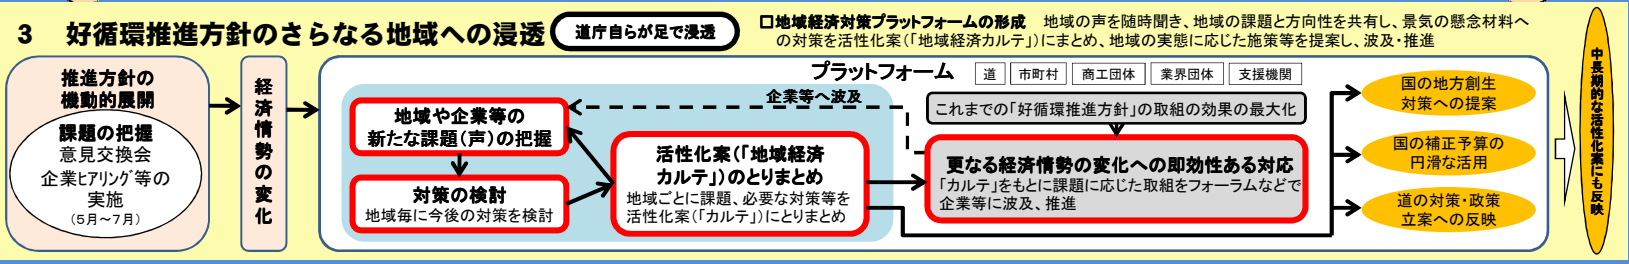 3 好循環推進方針のさらなる地域への浸透
道庁自らが足で浸透
口地域経済対策プラットフォームの形成 地域の声を随時聞き、地域の課題と方向性を共有し、景気の懸念材料へ
の対策を活性化案(「地域経済カルテ」)にまとめ、地域の実態に応じた施策等を提案し、波及・推進
推進方針の
機動的展開
課題の把握
意見交換会
企業ヒアリング等の
実施
(5月～7月)
経済情勢の変化
プラットフォーム
道
市町村
商工団体
業界団体
支援機関
地域や企業等の
新たな課題(声)の把握
対策の検討
地域毎に今後の対策を検討
企業等へ波及
活性化案(「地域経済
カルテ」)のとりまとめ
地域ごとに課題、必要な対策等を
活性化案(「カルテ」)にとりまとめ
これまでの「好循環推進方針」の取組の効果の最大化
更なる経済情勢の変化への即効性ある対応
「カルテ」をもとに課題に応じた取組をフォーラムなどで
企業等に波及、推進
国の地方創生
対策への提案
国の補正予算の
円滑な活用
道の対策・政策
立案への反映
中長期的な活性化案にも反映